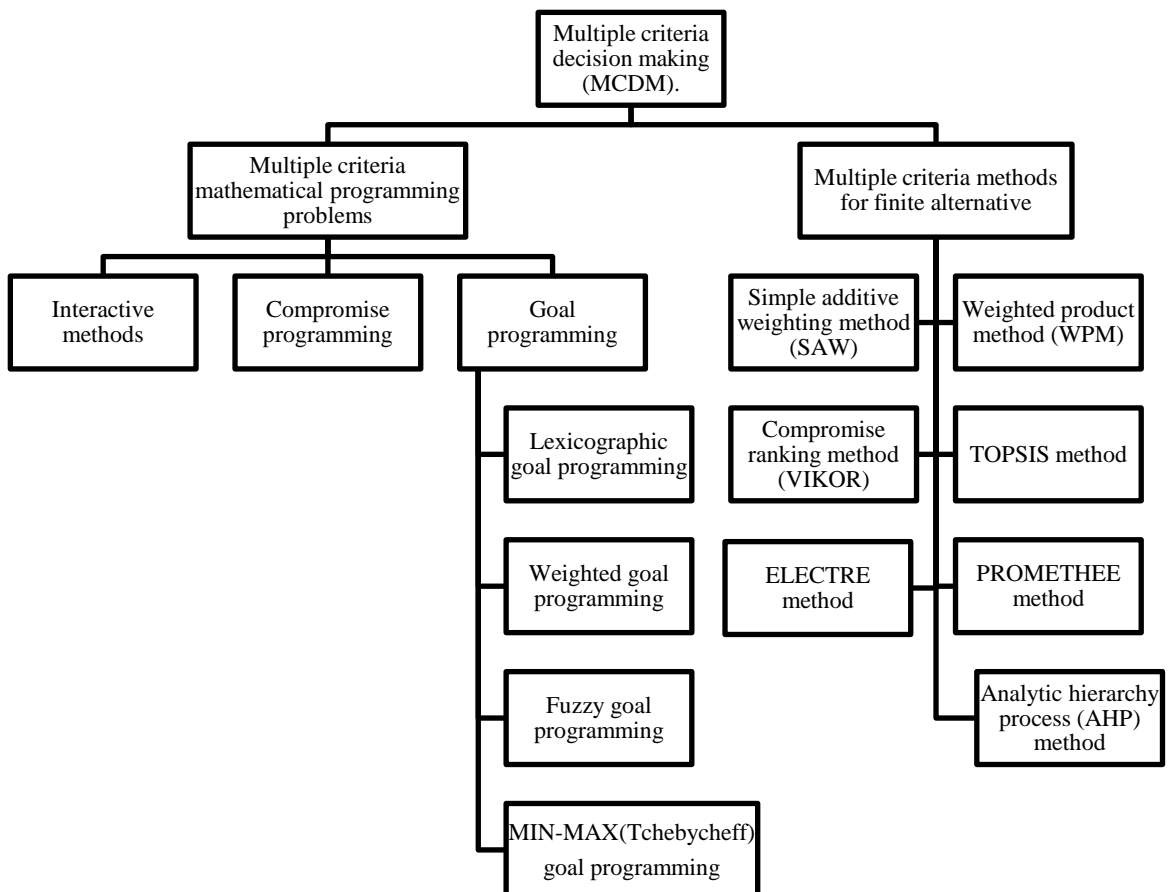 Multiple criteria
decision making
(MCDM).
Multiple criteria
mathematical programming
problems
Multiple criteria methods
for finite alternative
Interactive
methods
Compromise
programming
Goal
programming
Simple additive
weighting method
(SAW)
Weighted product
method (WPM)
Lexicographic
goal programming
Compromise
ranking method
(VIKOR)
TOPSIS method
Weighted goal
programming
ELECTRE
method
PROMETHEE
method
Fuzzy goal
programming
Analytic hierarchy
process (AHP)
method
MIN-MAX(Tchebycheff)
goal programming